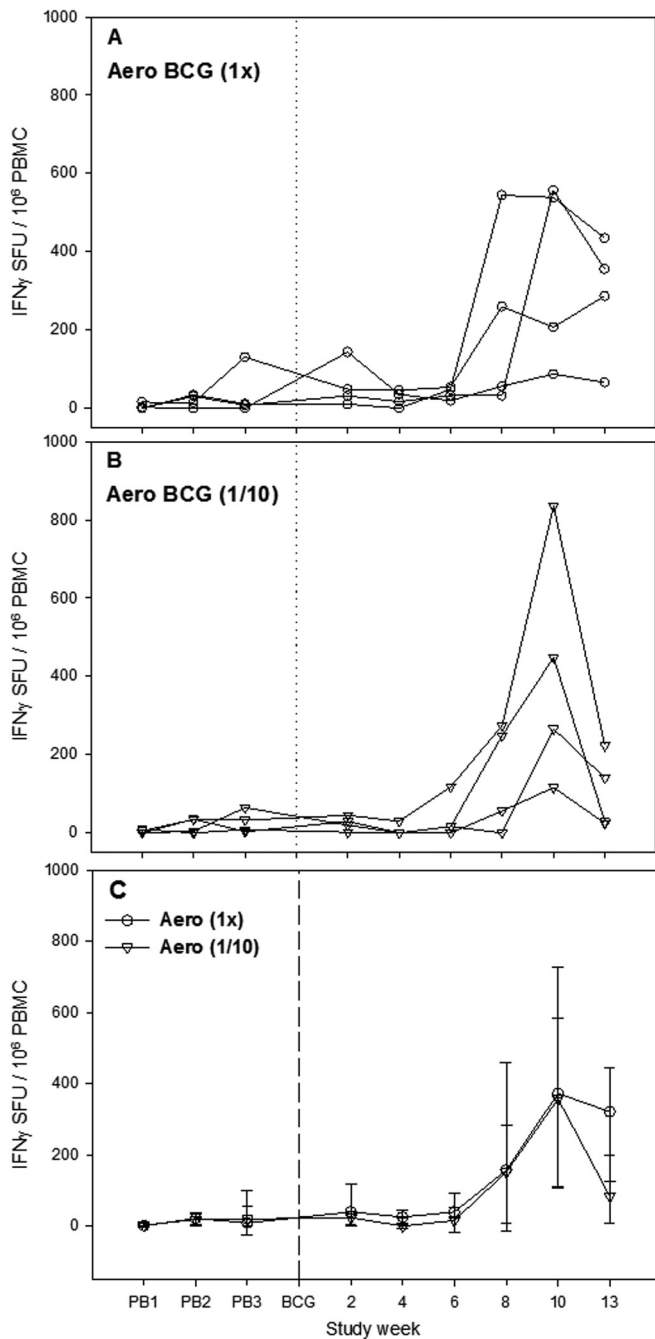 A
Aero BCG (1x)
1000
800
600
400
200
0
IFNγ SFU / 10⁶ PBMC
B
Aero BCG (1/10)
1000
800
600
400
200
0
IFNγ SFU / 10⁶ PBMC
C
Aero (1x)
Aero (1/10)
1000
800
600
400
200
0
IFNγ SFU / 10⁶ PBMC
PB1 PB2 PB3 BCG 2 4 6 8 10 13
Study week